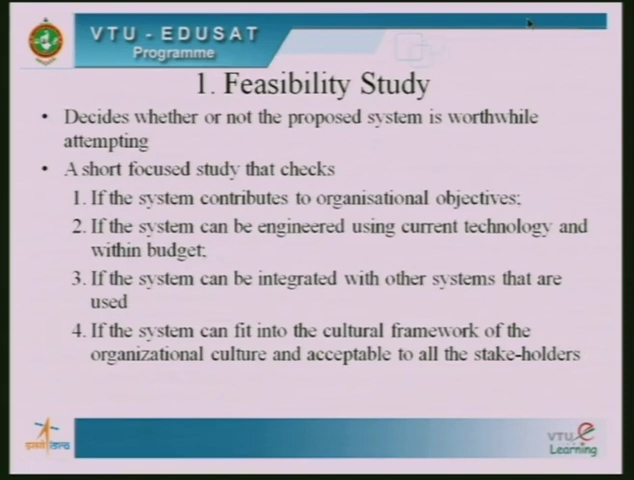 VTU - EDUSAT
Programme
1. Feasibility Study
• Decides whether or not the proposed system is worthwhile
attempting
• A short focused study that checks
1. If the system contributes to organisational objectives;
2. If the system can be engineered using current technology and
within budget;
3. If the system can be integrated with other systems that are
used
4. If the system can fit into the cultural framework of the
organizational culture and acceptable to all the stake-holders
इसरो isro
VTU e
Learning